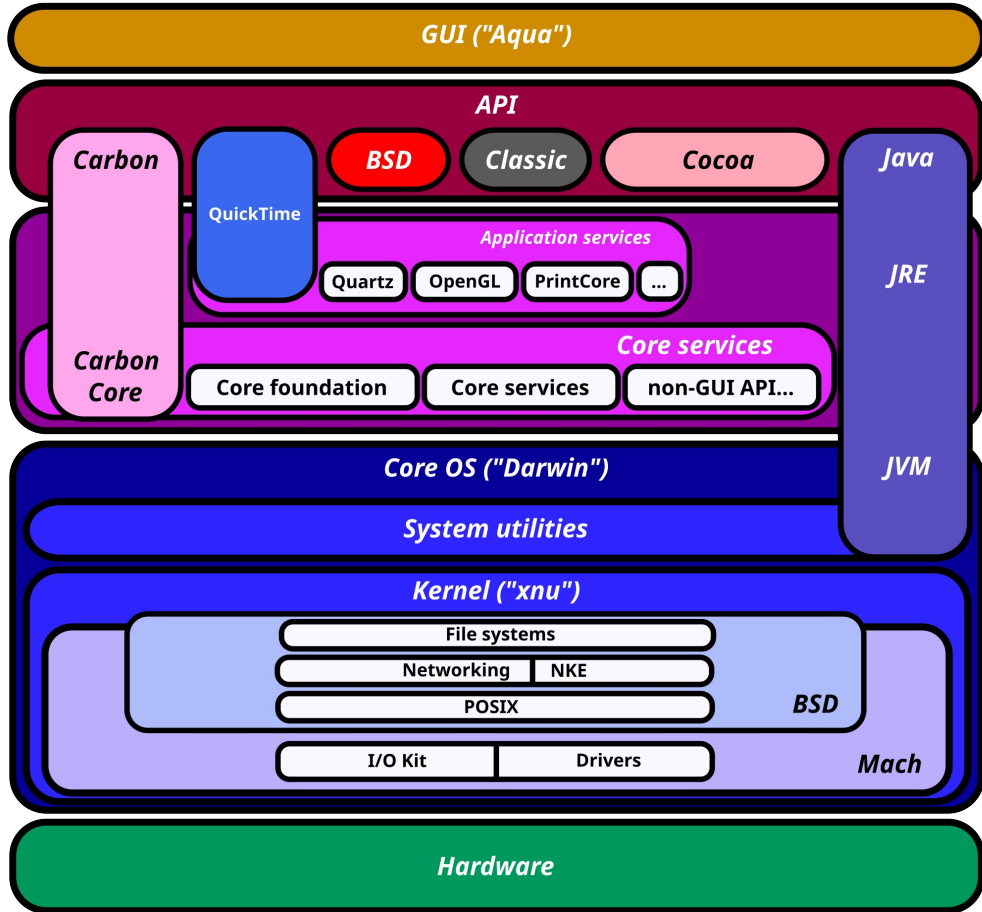 GUI ("Aqua")
API
Carbon
BSD
Classic
Cocoa
Java
QuickTime
Application services
Quartz
OpenGL
PrintCore
...
JRE
Core services
Carbon
Core
Core foundation
Core services
non-GUI API...
Core OS ("Darwin")
JVM
System utilities
Kernel ("xnu")
File systems
Networking
NKE
POSIX
BSD
I/O Kit
Drivers
Mach
Hardware